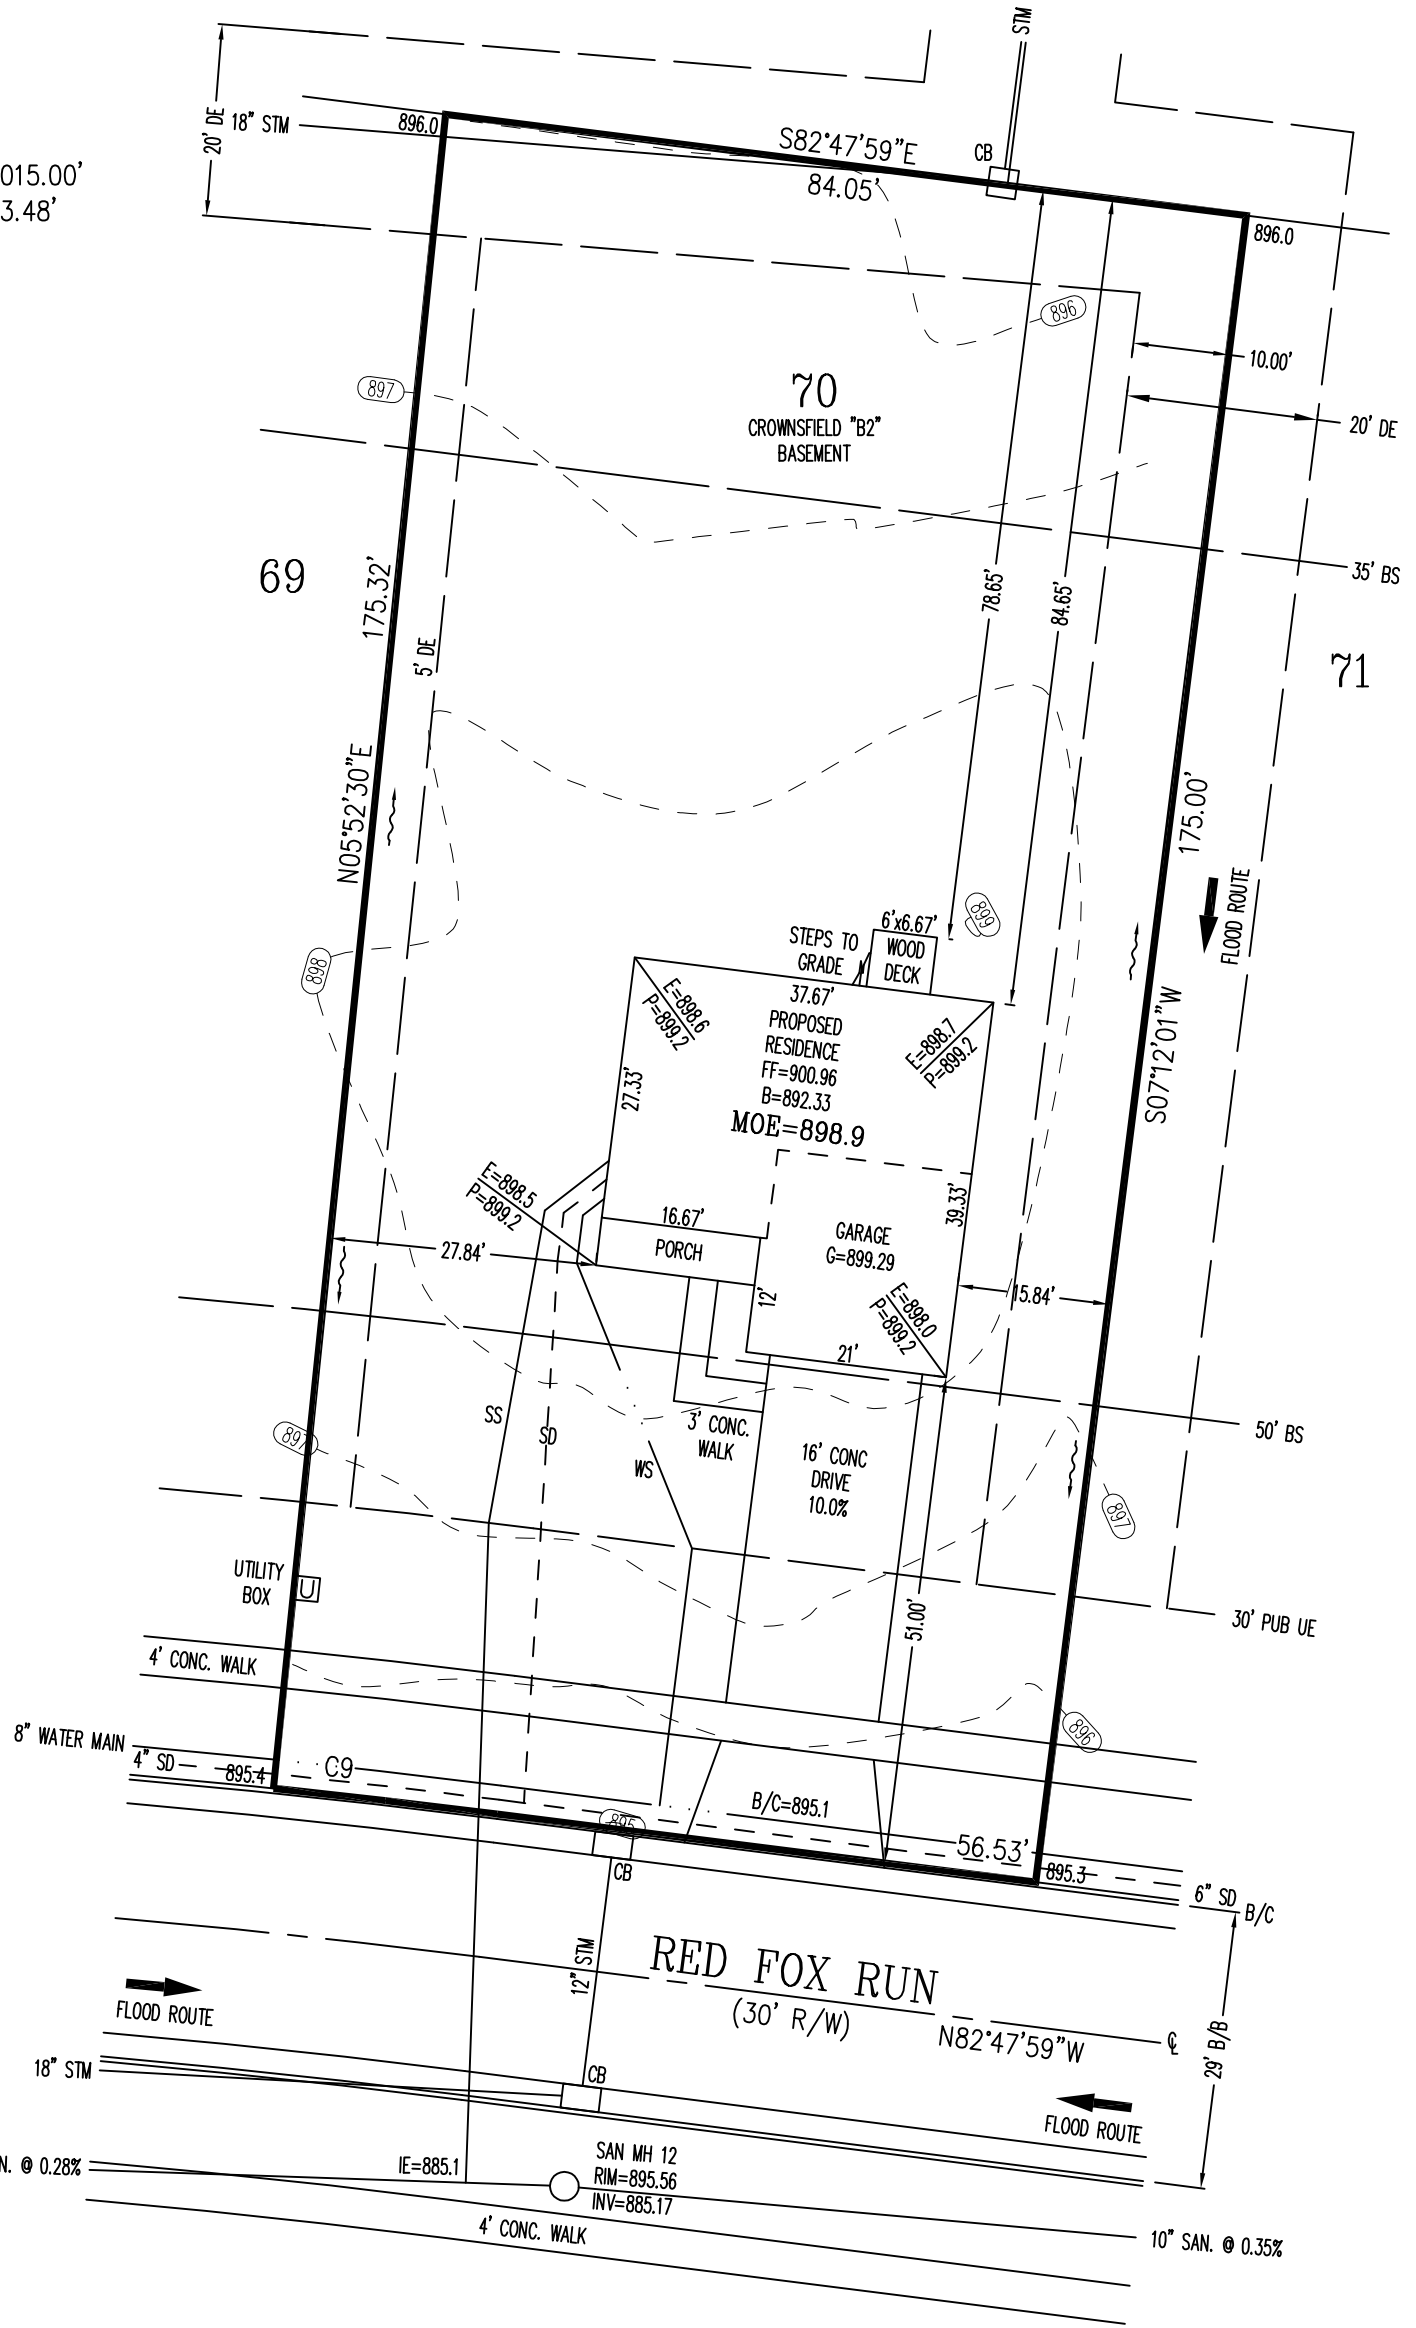 STM
20' DE
18" STM
896.0
S82°47'59"E
CB
84.05'
015.00'
3.48'
896.0
896
10.00'
897
70
CROWNSFIELD "B2"
BASEMENT
20' DE
35' BS
69
175.32'
78.65'
84.65'
5' DE
71
N05°52'30"E
175.00'
FLOOD ROUTE
899
6'x6.67'
WOOD
DECK
STEPS TO
GRADE
898
37.67'
PROPOSED
RESIDENCE
FF=900.96
B=892.33
MOE=898.9
E=898.6
P=899.2
E=898.7
P=899.2
27.33'
S07°12'01"W
E=898.5
P=899.2
16.67'
PORCH
39.33'
GARAGE
G=899.29
27.84'
12'
E=898.0
P=899.2
15.84'
21'
50' BS
SS
SD
WS
3' CONC.
WALK
16' CONC
DRIVE
10.0%
897
897
UTILITY
BOX
U
51.00'
30' PUB UE
4' CONC. WALK
896
8" WATER MAIN
4" SD
895.4
C9
B/C=895.1
895
56.53'
895.3
6" SD
B/C
CB
12" STM
RED FOX RUN
(30' R/W)
N82°47'59"W
℄
29' B/B
FLOOD ROUTE
18" STM
CB
FLOOD ROUTE
N. @ 0.28%
IE=885.1
SAN MH 12
RIM=895.56
INV=885.17
4' CONC. WALK
10" SAN. @ 0.35%